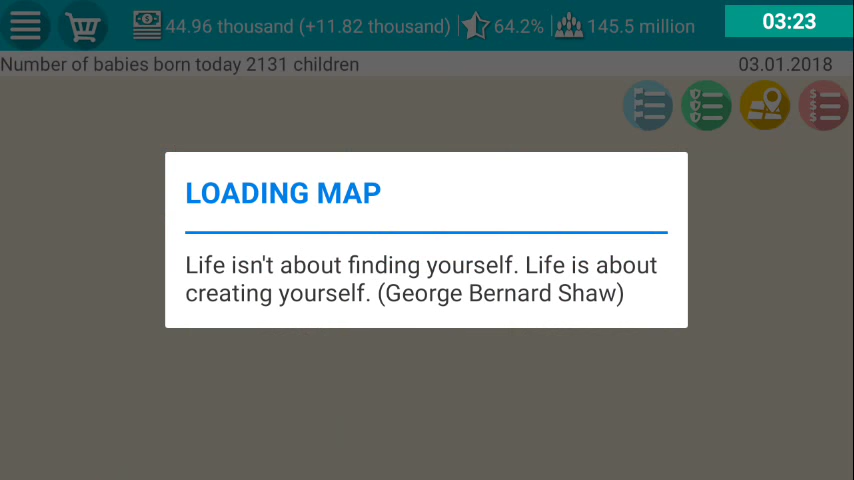 44.96 thousand (+11.82 thousand) 64.2% 145.5 million 03:23
Number of babies born today 2131 children 03.01.2018
LOADING MAP
Life isn't about finding yourself. Life is about
creating yourself. (George Bernard Shaw)